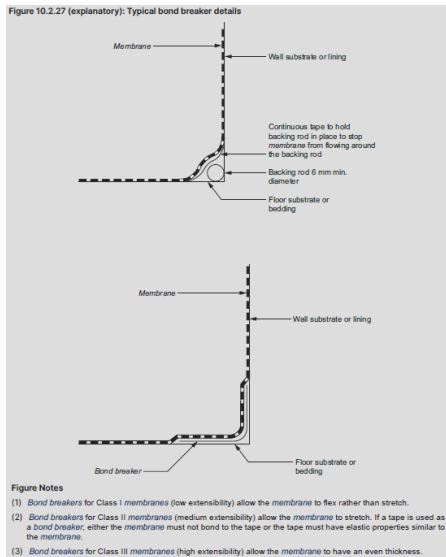 Figure 10.2.27 (explanatory): Typical bond breaker details
Membrane
Wall substrate or lining
Continuous tape to hold
backing rod in place to stop
membrane from flowing around
the backing rod
Backing rod 6 mm min.
diameter
Floor substrate or
bedding
Membrane
Wall substrate or lining
Floor substrate or
bedding
Bond breaker
Figure Notes
(1) Bond breakers for Class I membranes (low extensibility) allow the membrane to flex rather than stretch.
(2) Bond breakers for Class II membranes (medium extensibility) allow the membrane to stretch. If a tape is used as
a bond breaker, either the membrane must not bond to the tape or the tape must have elastic properties similar to
the membrane.
(3) Bond breakers for Class III membranes (high extensibility) allow the membrane to have an even thickness.